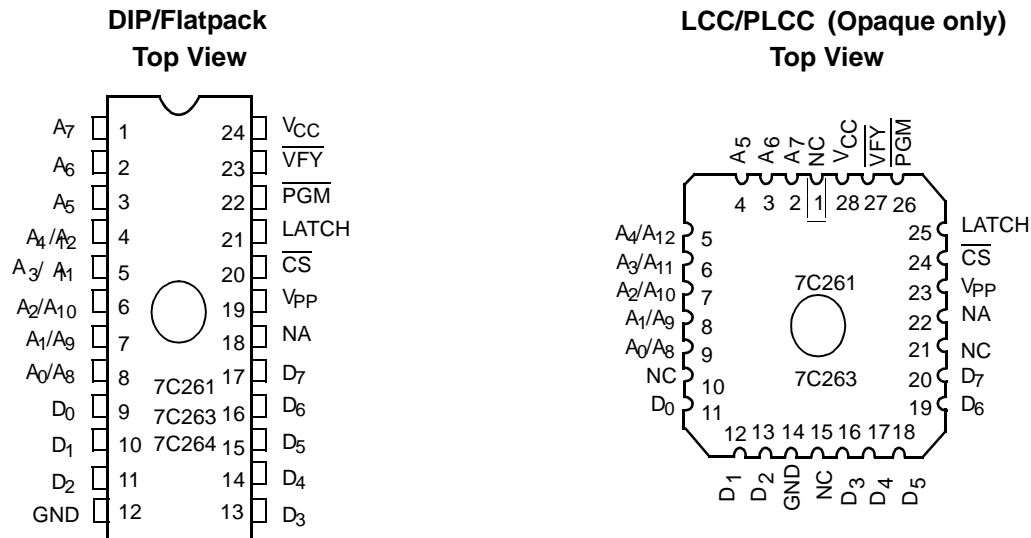 DIP/Flatpack
Top View
A7 1 24 VCC
A6 2 23 VFY
A5 3 22 PGM
A4/A12 4 21 LATCH
A3/ A11 5 20 CS
A2/A10 6 19 VPP
A1/A9 7 18 NA
A0/A8 8 17 D7
D0 9 16 D6
D1 10 15 D5
D2 11 14 D4
GND 12 13 D3
7C261
7C263
7C264
LCC/PLCC (Opaque only)
Top View
A5 A6 A7 NC VCC VFY PGM
4 3 2 1 28 27 26
A4/A12 5 25 LATCH
A3/A11 6 24 CS
A2/A10 7 23 VPP
A1/A9 8 22 NA
A0/A8 9 21 NC
NC 10 20 D7
D0 11 19 D6
7C261
7C263
12 13 14 15 16 17 18
D1 D2 GND NC D3 D4 D5